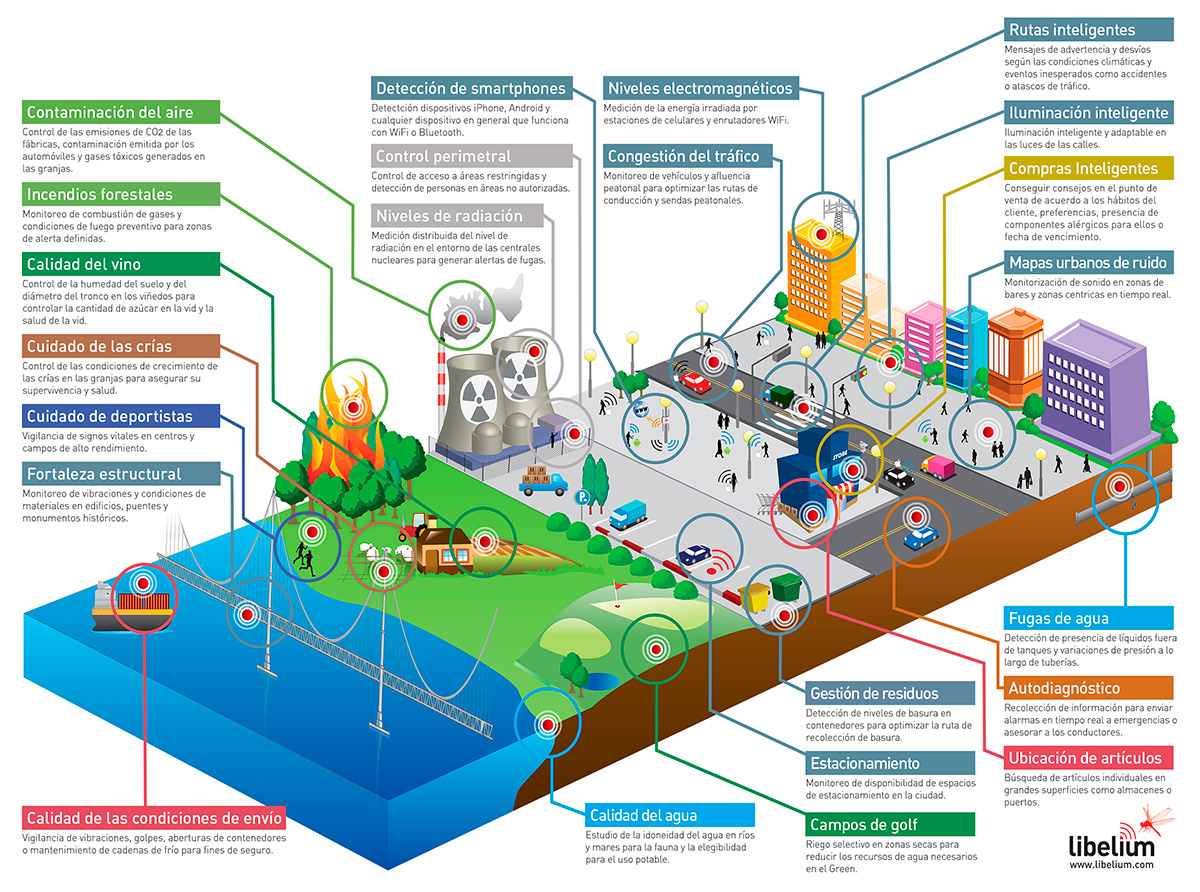 Contaminación del aire
Control de las emisiones de CO2 de las
fábricas, contaminación emitida por los
automóviles y gases tóxicos generados en
las granjas.
Incendios forestales
Monitoreo de combustión de gases y
condiciones de fuego preventivo para zonas
de alerta definidas.
Calidad del vino
Control de la humedad del suelo y del
diámetro del tronco en los viñedos para
controlar la cantidad de azúcar en la vid y la
salud de la vid.
Cuidado de las crías
Control de las condiciones de crecimiento de
las crías en las granjas para asegurar su
supervivencia y salud.
Cuidado de deportistas
Vigilancia de signos vitales en centros y
campos de alto rendimiento.
Fortaleza estructural
Monitoreo de vibraciones y condiciones de
materiales en edificios, puentes y
monumentos históricos.
Detección de smartphones
Detectción dispositivos iPhone, Android y
cualquier dispositivo en general que funciona
con WiFi o Bluetooth.
Control perimetral
Control de acceso a áreas restringidas y
detección de personas en áreas no autorizadas.
Niveles de radiación
Medición distribuida del nivel de
radiación en el entorno de las centrales
nucleares para generar alertas de fugas.
Niveles electromagnéticos
Medición de la energía irradiada por
estaciones de celulares y enrutadores WiFi.
Congestión del tráfico
Monitoreo de vehículos y afluencia
peatonal para optimizar las rutas de
conducción y sendas peatonales.
Rutas inteligentes
Mensajes de advertencia y desvíos
según las condiciones climáticas y
eventos inesperados como accidentes
o atascos de tráfico.
Iluminación inteligente
Iluminación inteligente y adaptable en
las luces de las calles.
Compras Inteligentes
Conseguir consejos en el punto de
venta de acuerdo a los hábitos del
cliente, preferencias, presencia de
componentes alérgicos para ellos o
fecha de vencimiento.
Mapas urbanos de ruido
Monitorización de sonido en zonas de
bares y zonas centricas en tiempo real.
WWW
STORE
P
Fugas de agua
Detección de presencia de líquidos fuera
de tanques y variaciones de presión a lo
largo de tuberías.
Autodiagnóstico
Recolección de información para enviar
alarmas en tiempo real a emergencias o
asesorar a los conductores.
Ubicación de artículos
Búsqueda de artículos individuales en
grandes superficies como almacenes o
puertos.
Gestión de residuos
Detección de niveles de basura en
contenedores para optimizar la ruta de
recolección de basura.
Estacionamiento
Monitoreo de disponibilidad de espacios
de estacionamiento en la ciudad.
Campos de golf
Riego selectivo en zonas secas para
reducir los recursos de agua necesarios
en el Green.
Calidad del agua
Estudio de la idoneidad del agua en ríos
y mares para la fauna y la elegibilidad
para el uso potable.
Calidad de las condiciones de envío
Vigilancia de vibraciones, golpes, aberturas de contenedores
o mantenimiento de cadenas de frío para fines de seguro.
libelium
www.libelium.com